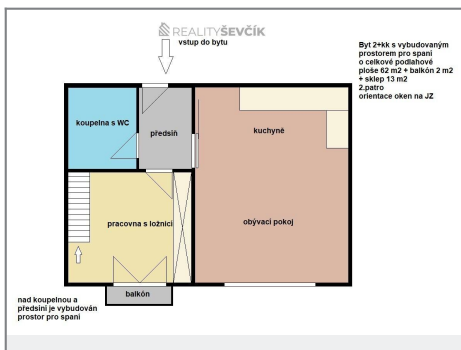 REALITYŠEVČÍK
vstup do bytu
Byt 2+kk s vybudovaným
prostorem pro spaní
o celkové podlahové
ploše 62 m2 + balkón 2 m2
+ sklep 13 m2
2.patro
orientace oken na JZ
koupelna s WC
předsíň
kuchyně
pracovna s ložnicí
obývací pokoj
balkón
nad koupelnou a
předsíní je vybudován
prostor pro spaní